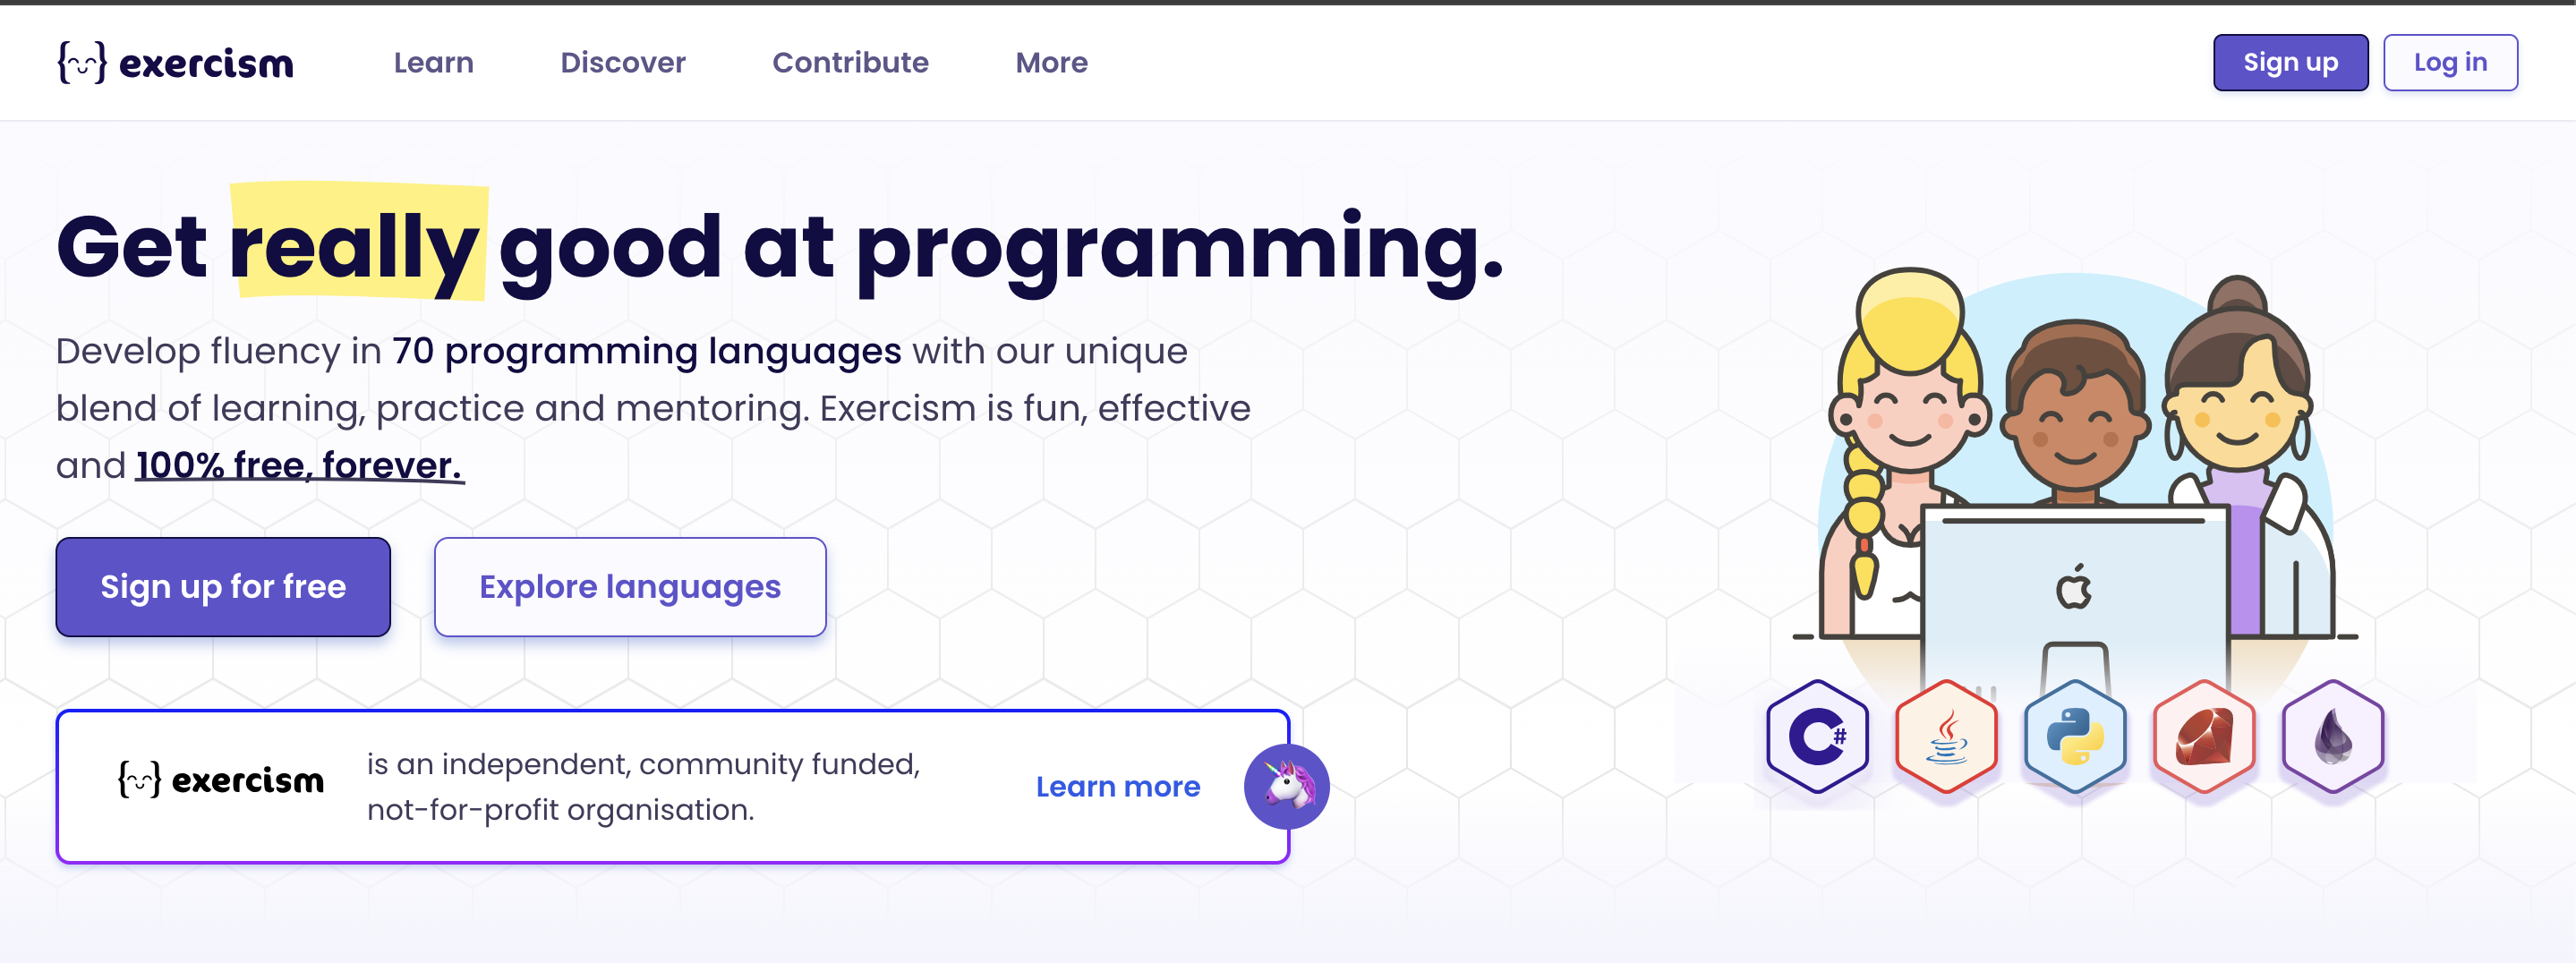 exercism
Learn
Discover
Contribute
More
Sign up
Log in
Get really good at programming.
Develop fluency in 70 programming languages with our unique
blend of learning, practice and mentoring. Exercism is fun, effective
and 100% free, forever.
Sign up for free
Explore languages
exercism
is an independent, community funded,
not-for-profit organisation.
Learn more
C#